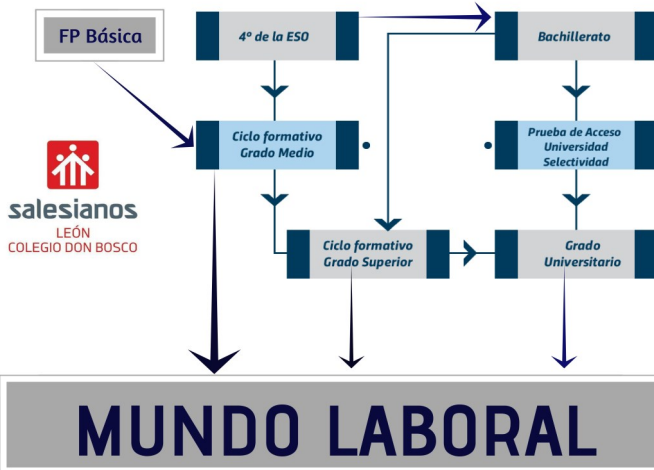 FP Básica
4º de la ESO
Bachillerato
Ciclo formativo
Grado Medio
Prueba de Acceso
Universidad
Selectividad
salesianos
LEÓN
COLEGIO DON BOSCO
Ciclo formativo
Grado Superior
Grado
Universitario
MUNDO LABORAL